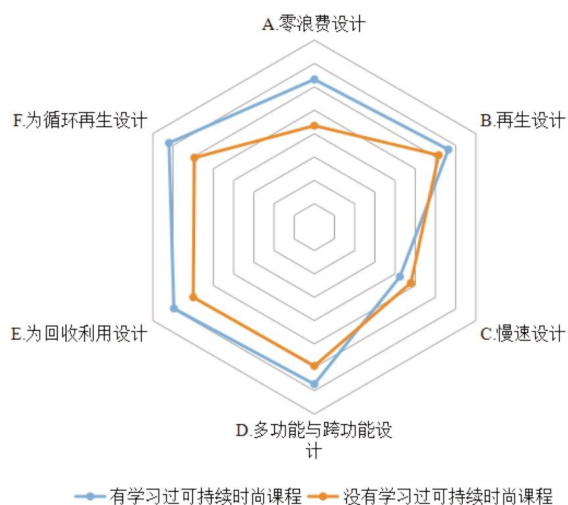 A.零浪费设计
F.为循环再生设计
B.再生设计
E.为回收利用设计
C.慢速设计
D.多功能与跨功能设
计
有学习过可持续时尚课程
没有学习过可持续时尚课程